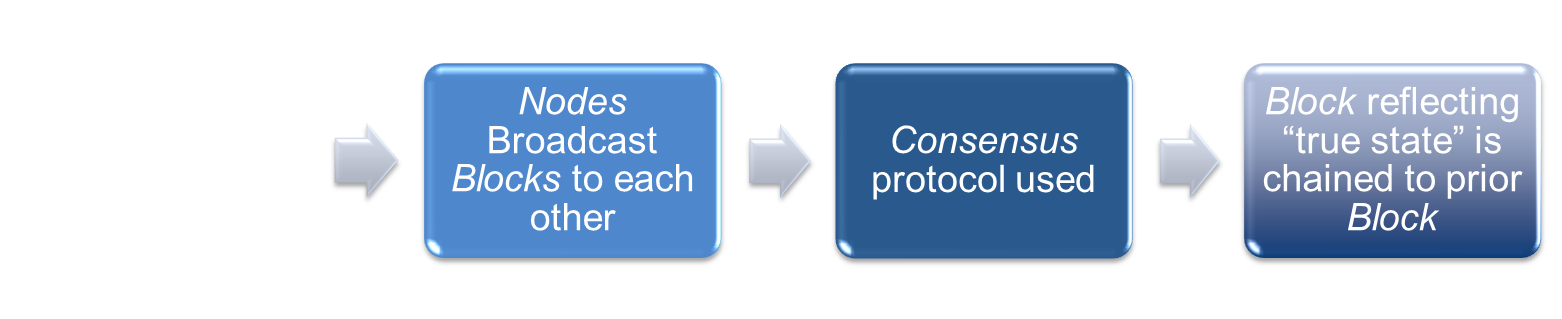 Nodes
Broadcast
Blocks to each
other
Consensus
protocol used
Block reflecting
“true state” is
chained to prior
Block